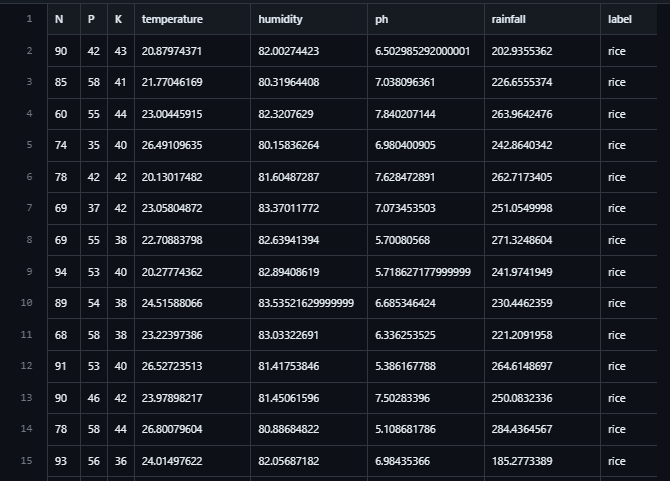 1 N P K temperature humidity ph rainfall label
2 90 42 43 20.87974371 82.00274423 6.502985292000001 202.9355362 rice
3 85 58 41 21.77046169 80.31964408 7.038096361 226.6555374 rice
4 60 55 44 23.00445915 82.3207629 7.840207144 263.9642476 rice
5 74 35 40 26.49109635 80.15836264 6.980400905 242.8640342 rice
6 78 42 42 20.13017482 81.60487287 7.628472891 262.7173405 rice
7 69 37 42 23.05804872 83.37011772 7.073453503 251.0549998 rice
8 69 55 38 22.70883798 82.63941394 5.70080568 271.3248604 rice
9 94 53 40 20.27774362 82.89408619 5.718627177999999 241.9741949 rice
10 89 54 38 24.51588066 83.53521629999999 6.685346424 230.4462359 rice
11 68 58 38 23.22397386 83.03322691 6.336253525 221.2091958 rice
12 91 53 40 26.52723513 81.41753846 5.386167788 264.6148697 rice
13 90 46 42 23.97898217 81.45061596 7.50283396 250.0832336 rice
14 78 58 44 26.80079604 80.88684822 5.108681786 284.4364567 rice
15 93 56 36 24.01497622 82.05687182 6.98435366 185.2773389 rice